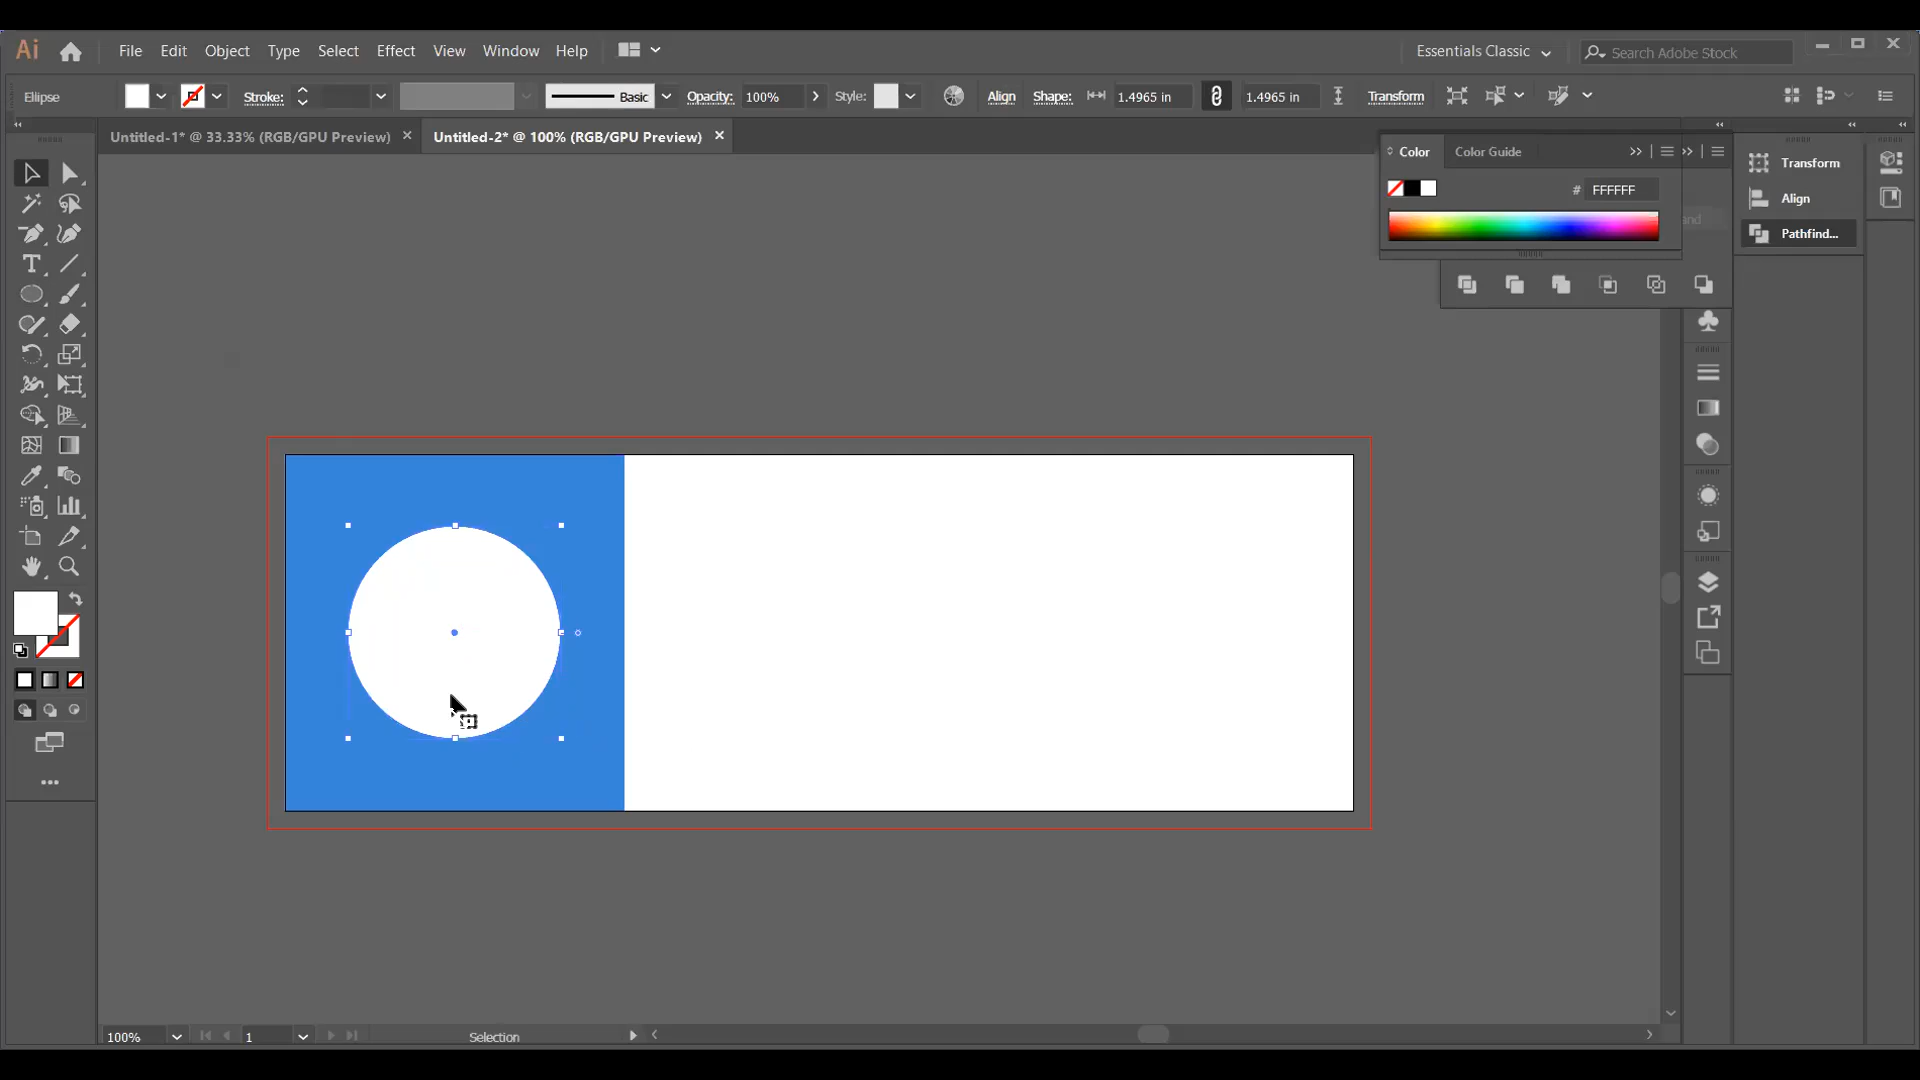 Ai File Edit Object Type Select Effect View Window Help Essentials Classic Search Adobe Stock
Ellipse Stroke: Basic Opacity: 100% Style: Align Shape: 1.4965 in 1.4965 in Transform
Untitled-1* @ 33.33% (RGB/GPU Preview) Untitled-2* @ 100% (RGB/GPU Preview)
Color Color Guide
# FFFFFF
Transform
Align
Pathfind...
100% 1 Selection